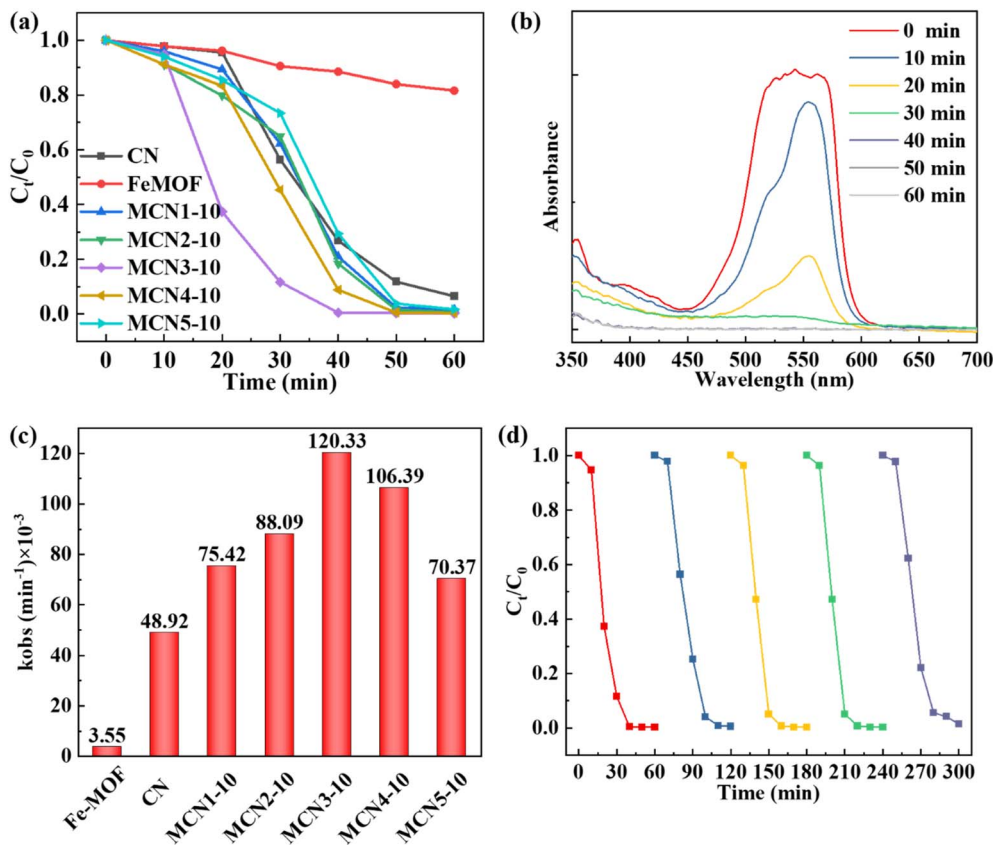 (a)
1.0
0.8
0.6
0.4
0.2
0.0
Cₜ/C₀
CN
FeMOF
MCN1-10
MCN2-10
MCN3-10
MCN4-10
MCN5-10
0 10 20 30 40 50 60
Time (min)
(b)
Absorbance
0 min
10 min
20 min
30 min
40 min
50 min
60 min
350 400 450 500 550 600 650 700
Wavelength (nm)
(c)
kobs (min⁻¹)×10⁻³
120
100
80
60
40
20
0
3.55
48.92
75.42
88.09
120.33
106.39
70.37
Fe-MOF
CN
MCN1-10
MCN2-10
MCN3-10
MCN4-10
MCN5-10
(d)
1.0
0.8
0.6
0.4
0.2
0.0
Cₜ/C₀
0 30 60 90 120 150 180 210 240 270 300
Time (min)